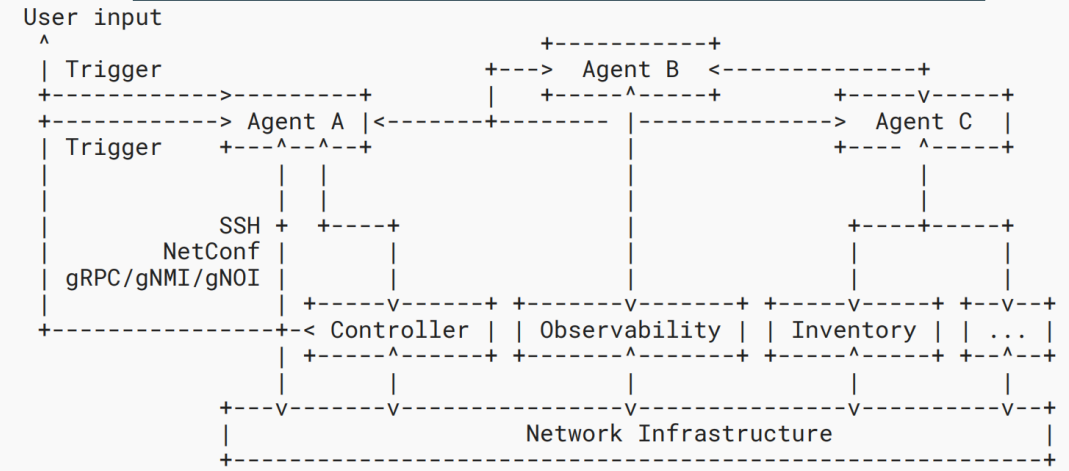 User input
Trigger
Agent B
Agent A
Agent C
Trigger
SSH
NetConf
gRPC/gNMI/gNOI
Controller
Observability
Inventory
...
Network Infrastructure